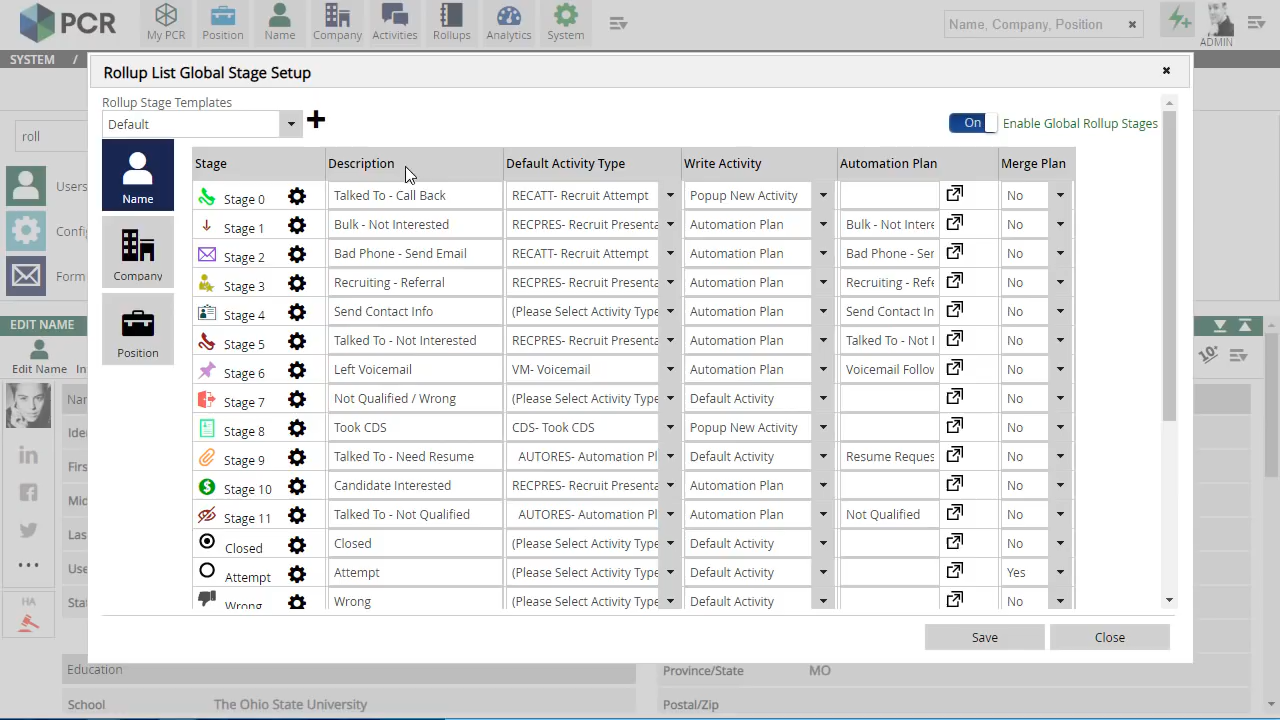 PCR
My PCR
Position
Name
Company
Activities
Rollups
Analytics
System
Name, Company, Position
ADMIN
SYSTEM /
Rollup List Global Stage Setup
Rollup Stage Templates
Default
On Enable Global Rollup Stages
roll
Users
Form
Name
Company
Position
Stage Description Default Activity Type Write Activity Automation Plan Merge Plan
Stage 0 Talked To - Call Back RECATT- Recruit Attempt Popup New Activity No
Stage 1 Bulk - Not Interested RECPRES- Recruit Presenta Automation Plan Bulk - Not Intere No
Stage 2 Bad Phone - Send Email RECATT- Recruit Attempt Automation Plan Bad Phone - Ser No
Stage 3 Recruiting - Referral RECPRES- Recruit Presenta Automation Plan Recruiting - Refe No
Stage 4 Send Contact Info (Please Select Activity Type Automation Plan Send Contact In No
Stage 5 Talked To - Not Interested RECPRES- Recruit Presenta Automation Plan Talked To - Not I No
Stage 6 Left Voicemail VM- Voicemail Automation Plan Voicemail Follov No
Stage 7 Not Qualified / Wrong (Please Select Activity Type Default Activity No
Stage 8 Took CDS CDS- Took CDS Popup New Activity No
Stage 9 Talked To - Need Resume AUTORES- Automation Pl Default Activity Resume Reques No
Stage 10 Candidate Interested RECPRES- Recruit Presenta Automation Plan No
Stage 11 Talked To - Not Qualified AUTORES- Automation Pl Automation Plan Not Qualified No
Closed Closed (Please Select Activity Type Default Activity No
Attempt Attempt (Please Select Activity Type Default Activity Yes
Wrong Wrong (Please Select Activity Type Default Activity No
Save Close
EDIT NAME
Edit Name In
HA
Education
School The Ohio State University
Province/State MO
Postal/Zip